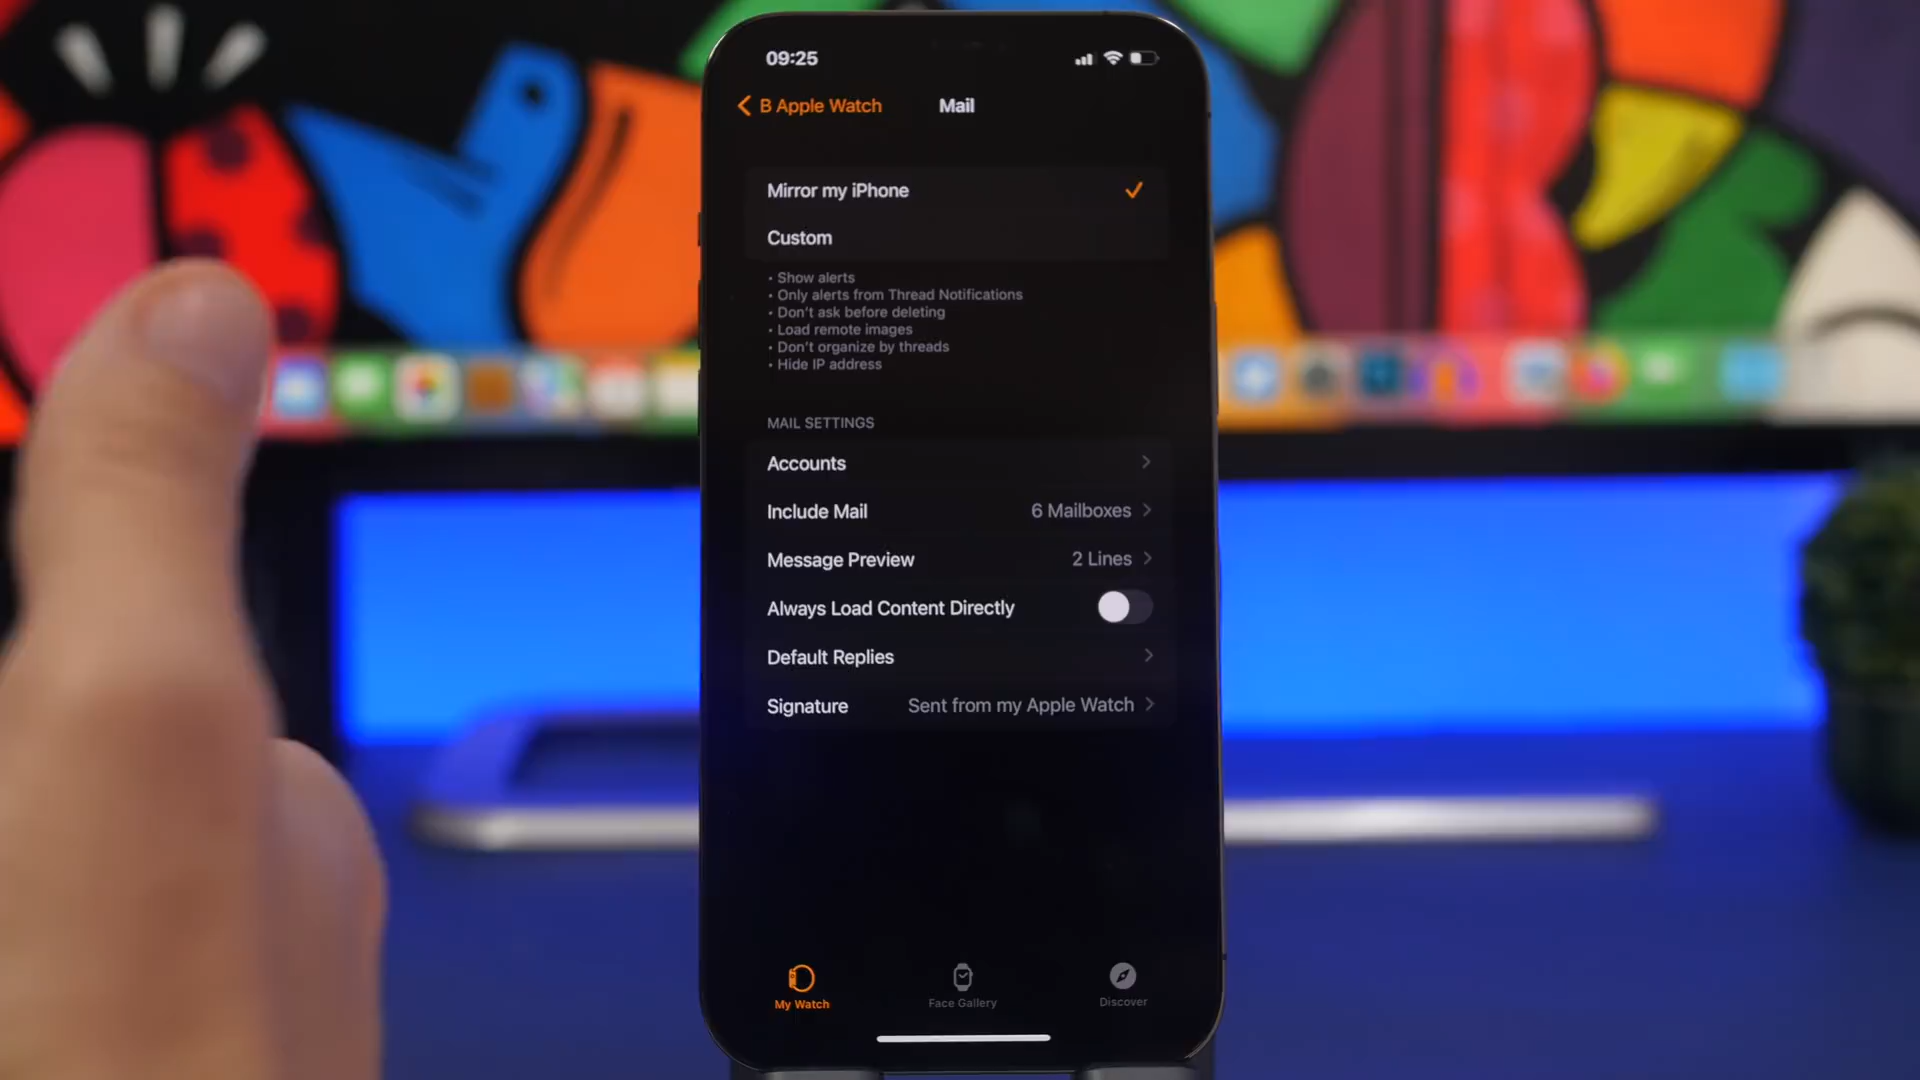 09:25
B Apple Watch
Mail
Mirror my iPhone
Custom
• Show alerts
• Only alerts from Thread Notifications
• Don't ask before deleting
• Load remote images
• Don't organize by threads
• Hide IP address
MAIL SETTINGS
Accounts
Include Mail 6 Mailboxes
Message Preview 2 Lines
Always Load Content Directly
Default Replies
Signature Sent from my Apple Watch
My Watch Face Gallery Discover